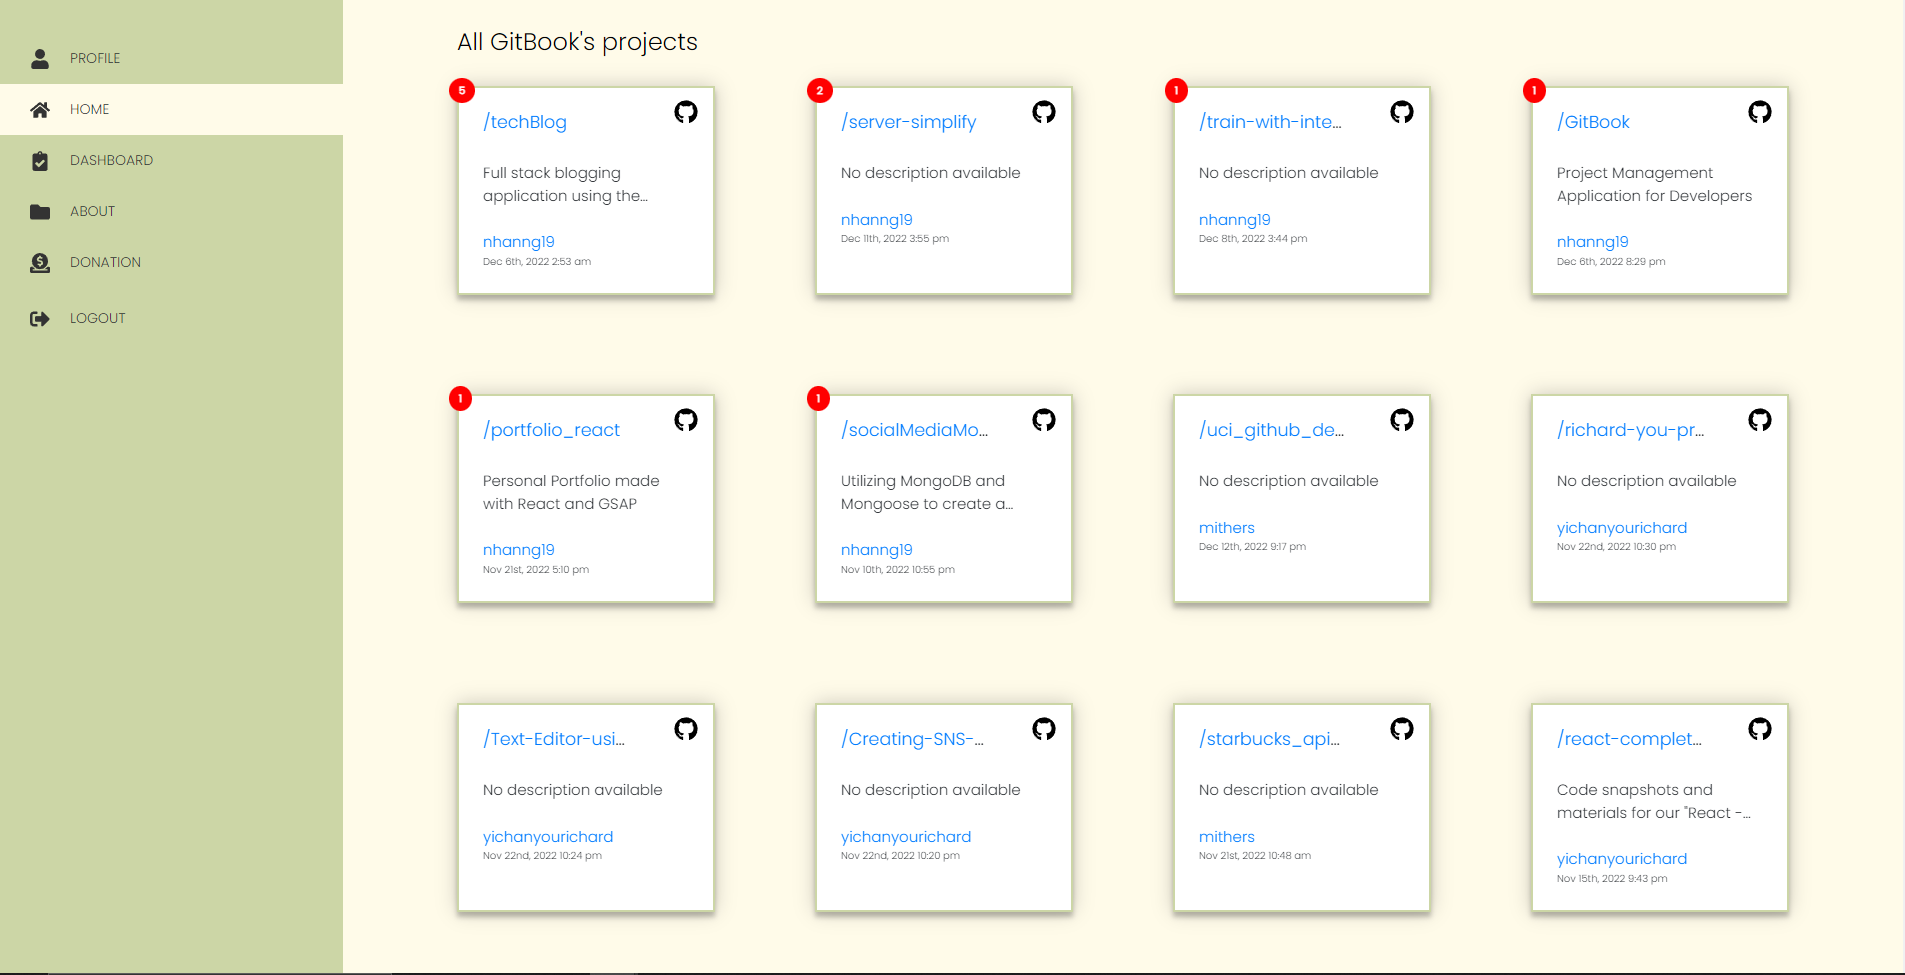 PROFILE
HOME
DASHBOARD
ABOUT
DONATION
LOGOUT
All GitBook's projects
5
/techBlog
Full stack blogging
application using the...
nhanng19
Dec 6th, 2022 2:53 am
2
/server-simplify
No description available
nhanng19
Dec 11th, 2022 3:55 pm
1
/train-with-inte...
No description available
nhanng19
Dec 8th, 2022 3:44 pm
1
/GitBook
Project Management
Application for Developers
nhanng19
Dec 6th, 2022 8:29 pm
1
/portfolio_react
Personal Portfolio made
with React and GSAP
nhanng19
Nov 21st, 2022 5:10 pm
1
/socialMediaMo...
Utilizing MongoDB and
Mongoose to create a...
nhanng19
Nov 10th, 2022 10:55 pm
/uci_github_de...
No description available
mithers
Dec 12th, 2022 9:17 pm
/richard-you-pr...
No description available
yichanyourichard
Nov 22nd, 2022 10:30 pm
/Text-Editor-usi...
No description available
yichanyourichard
Nov 22nd, 2022 10:24 pm
/Creating-SNS-...
No description available
yichanyourichard
Nov 22nd, 2022 10:20 pm
/starbucks_api...
No description available
mithers
Nov 21st, 2022 10:48 am
/react-complet...
Code snapshots and
materials for our "React -...
yichanyourichard
Nov 15th, 2022 9:43 pm